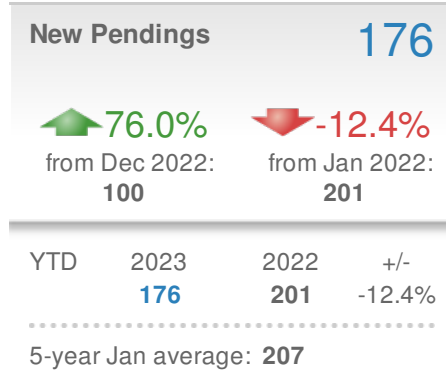 New Pendings 176
76.0% -12.4%
from Dec 2022: from Jan 2022:
100 201
YTD 2023 2022 +/-
176 201 -12.4%
5-year Jan average: 207